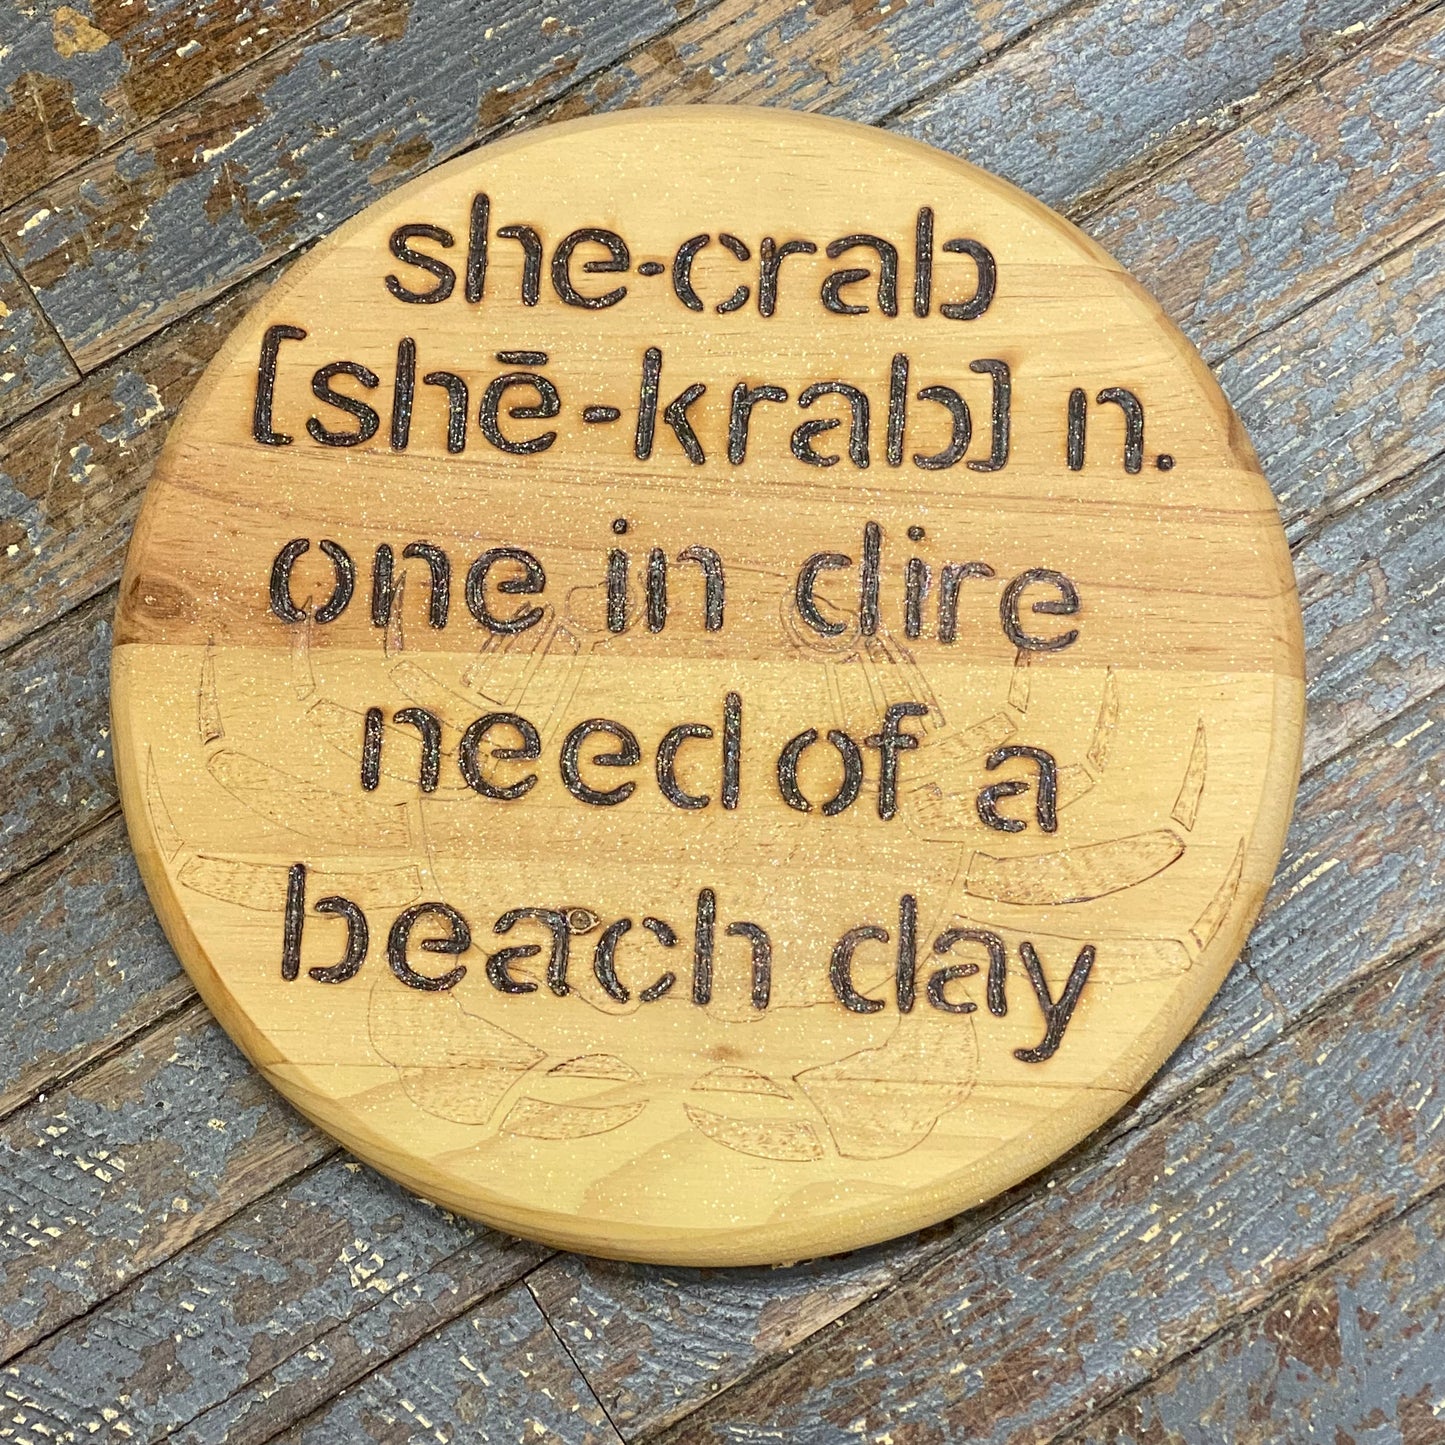 she-crab
[shē-krab] n.
one in dire
need of a
beach day